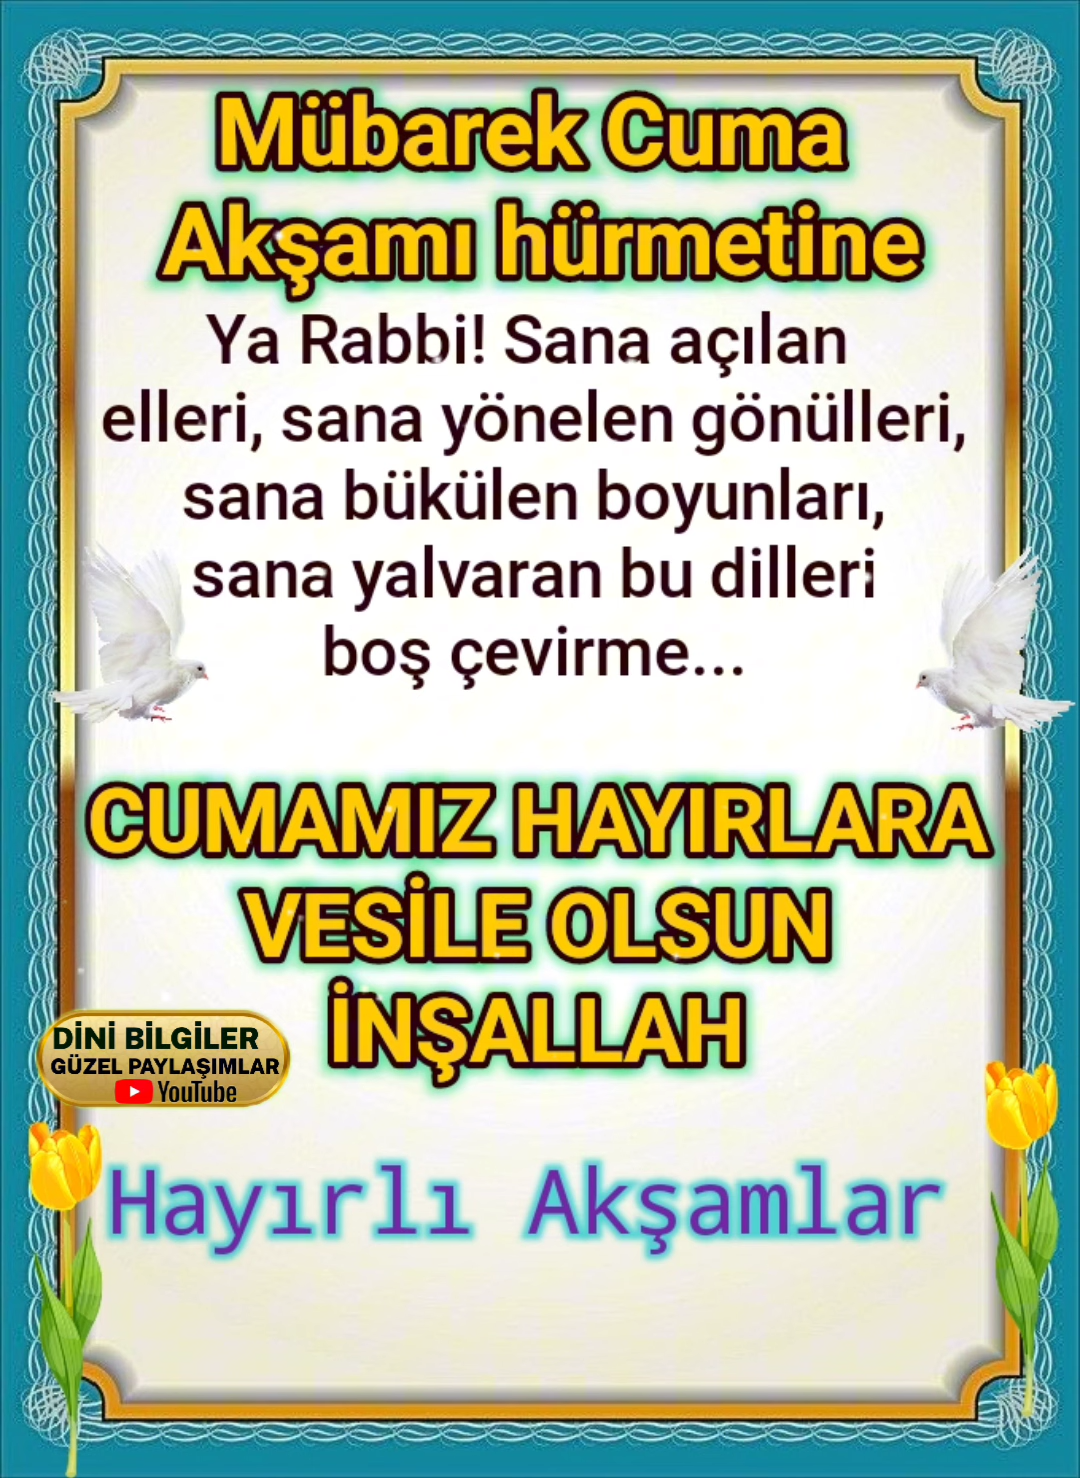 Mübarek Cuma
Akşamı hürmetine
Ya Rabbi! Sana açılan
elleri, sana yönelen gönülleri,
sana bükülen boyunları,
sana yalvaran bu dilleri
boş çevirme...
CUMAMIZ HAYIRLARA
VESİLE OLSUN
İNŞALLAH
DİNİ BİLGİLER
GÜZEL PAYLAŞIMLAR
YouTube
Hayırlı Akşamlar